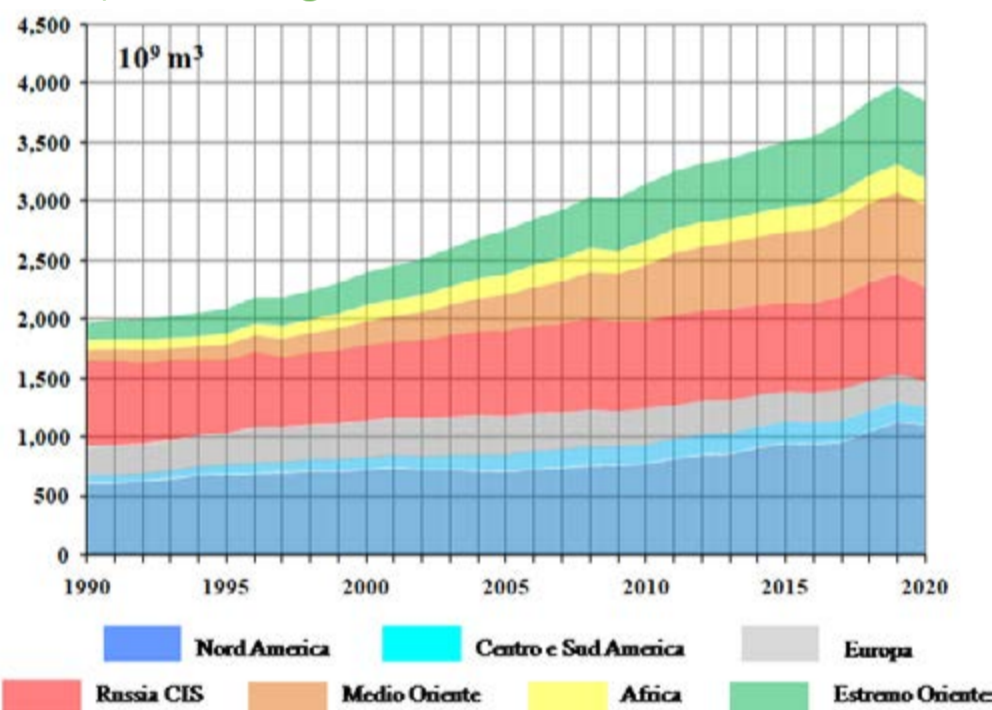 4,500
10⁹ m³
4,000
3,500
3,000
2,500
2,000
1,500
1,000
500
0
1990 1995 2000 2005 2010 2015 2020
Nord America Centro e Sud America Europa
Russia CIS Medio Oriente Africa Estremo Oriente